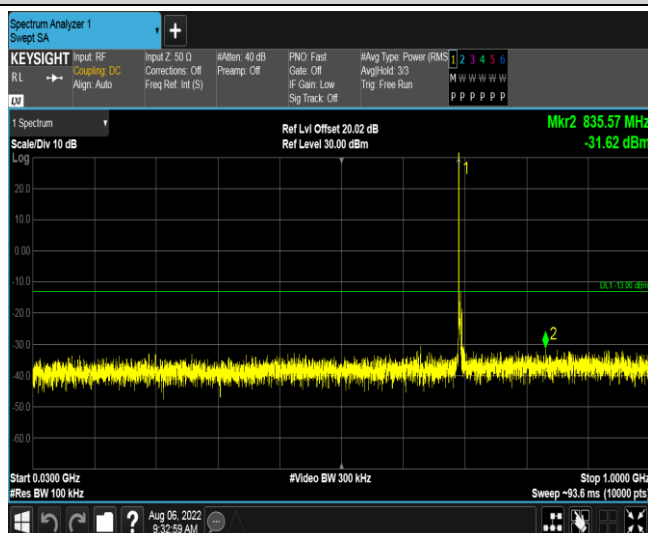 Spectrum Analyzer 1
Swept SA
+
KEYSIGHT Input: RF Input Z: 50 Ω #Atten: 40 dB PNO: Fast #Avg Type: Power (RMS 1 2 3 4 5 6
RL Coupling: DC Corrections: Off Preamp: Off Gate: Off Avg|Hold: 3/3 M W W W W W
Align: Auto Freq Ref: Int (S) IF Gain: Low Trig: Free Run
Sig Track: Off P P P P P P
LXI
1 Spectrum Ref Lvl Offset 20.02 dB Mkr2 835.57 MHz
Scale/Div 10 dB Ref Level 30.00 dBm -31.62 dBm
Log
1
20.0
10.0
0.00
-10.0
DL1 -13.00 dBm
-20.0
-30.0
2
-40.0
-50.0
-60.0
Start 0.0300 GHz #Video BW 300 kHz Stop 1.0000 GHz
#Res BW 100 kHz Sweep ~93.6 ms (10000 pts)
? Aug 06, 2022
9:32:59 AM